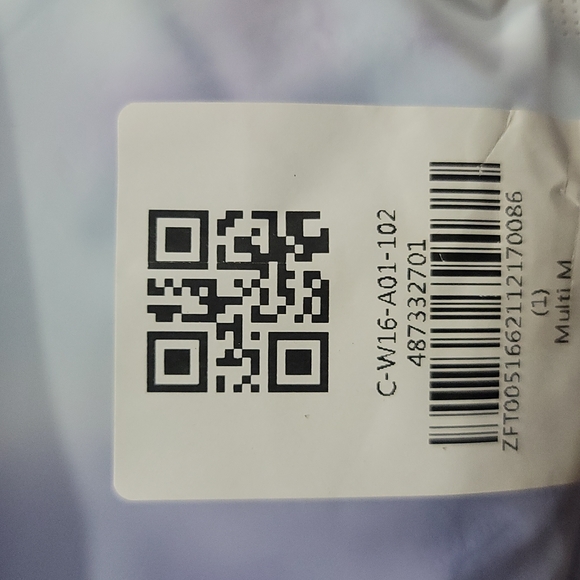 C-W16-A01-102
487332701
ZFT0051662112170086
(1)
Multi M